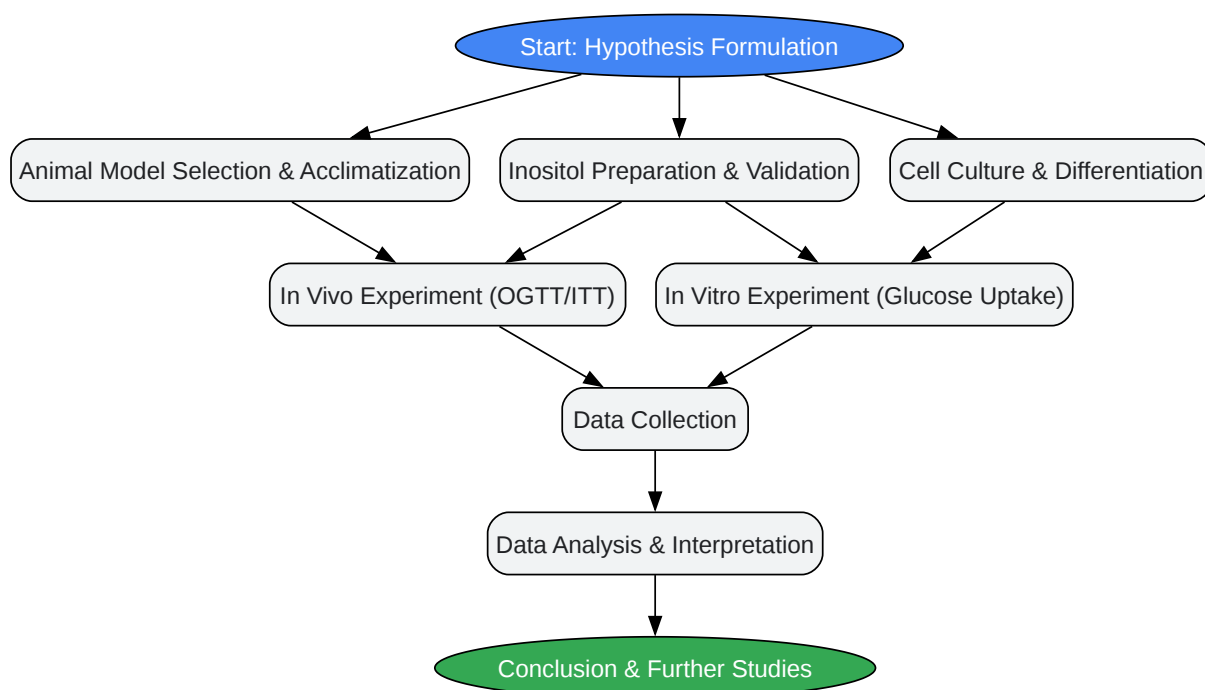 Start: Hypothesis Formulation
Animal Model Selection & Acclimatization
Inositol Preparation & Validation
Cell Culture & Differentiation
In Vivo Experiment (OGTT/ITT)
In Vitro Experiment (Glucose Uptake)
Data Collection
Data Analysis & Interpretation
Conclusion & Further Studies